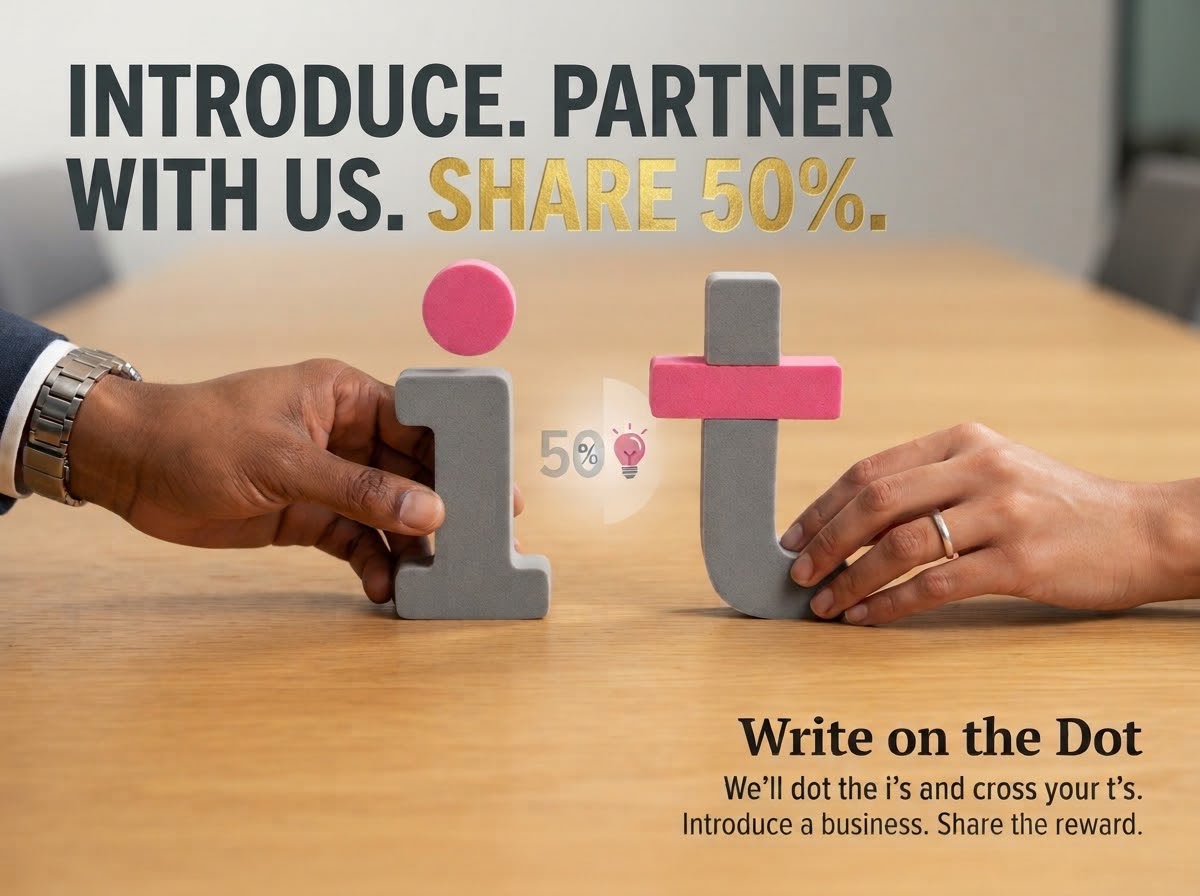 INTRODUCE. PARTNER
WITH US. SHARE 50%.
i t
50%
Write on the Dot
We'll dot the i's and cross your t's.
Introduce a business. Share the reward.